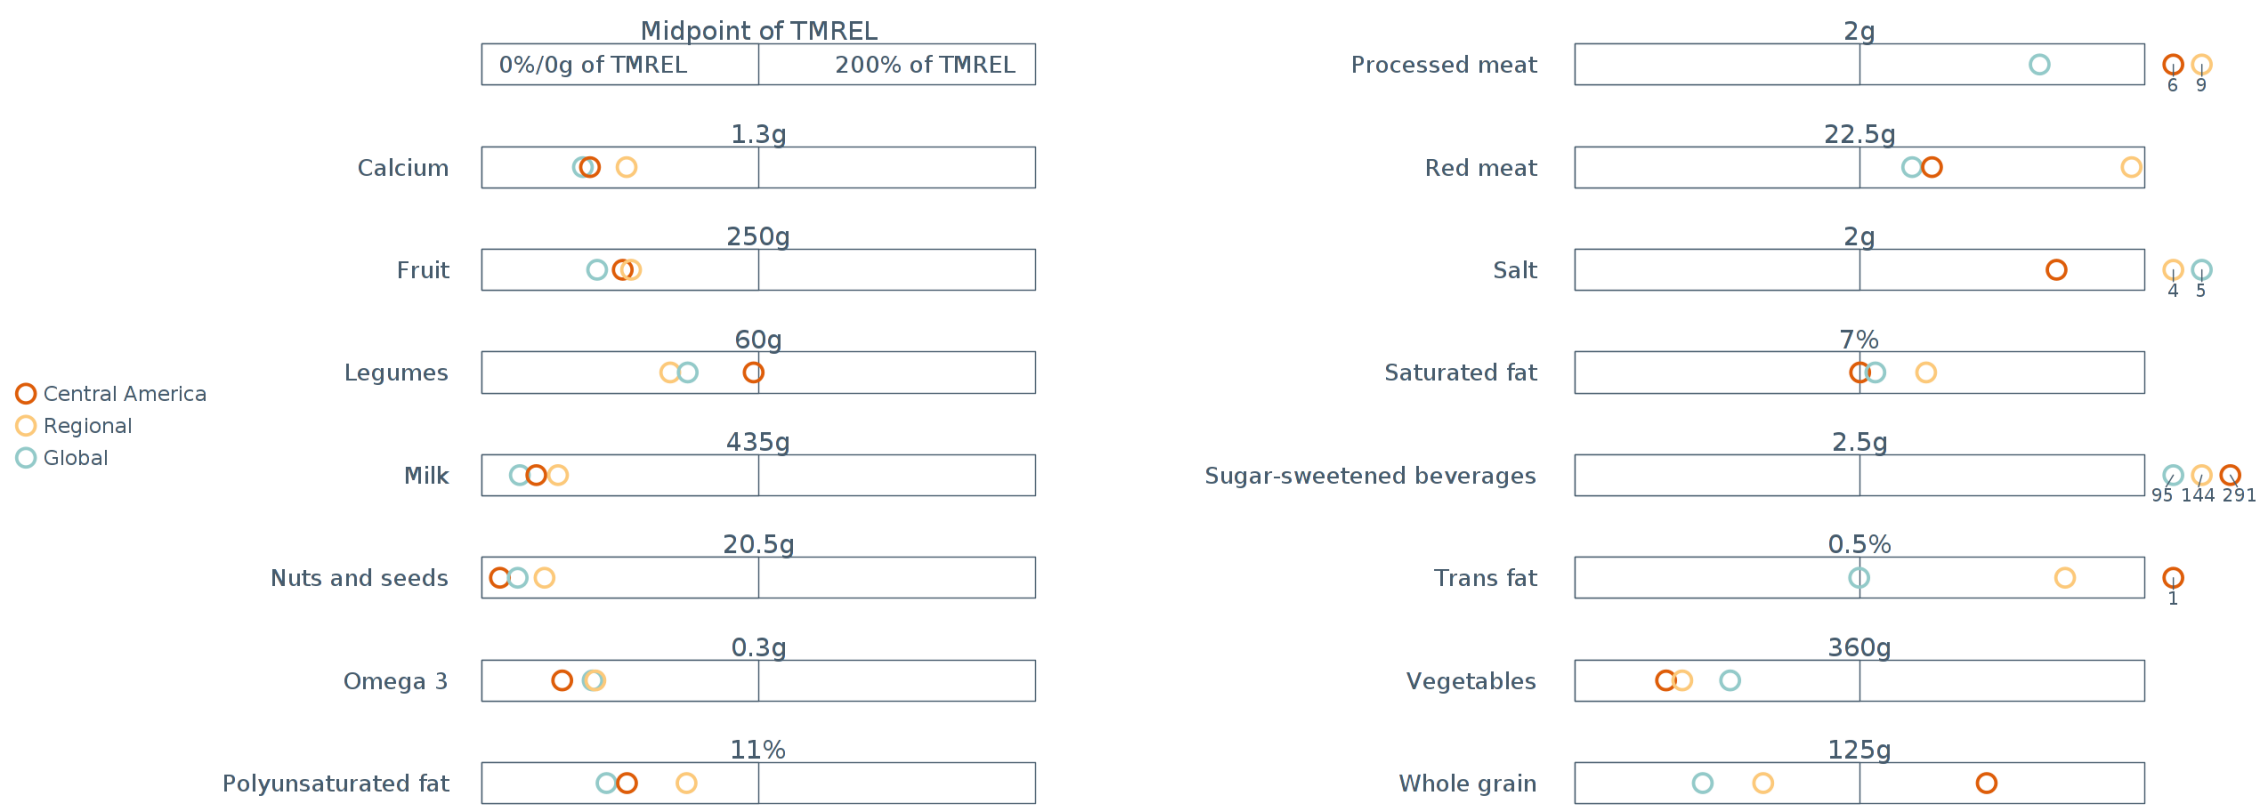 Midpoint of TMREL
0%/0g of TMREL
200% of TMREL
1.3g
Calcium
250g
Fruit
60g
Legumes
435g
Milk
20.5g
Nuts and seeds
0.3g
Omega 3
11%
Polyunsaturated fat
Central America
Regional
Global
2g
Processed meat
6 9
22.5g
Red meat
2g
Salt
4 5
7%
Saturated fat
2.5g
Sugar-sweetened beverages
95 144 291
0.5%
Trans fat
1
360g
Vegetables
125g
Whole grain